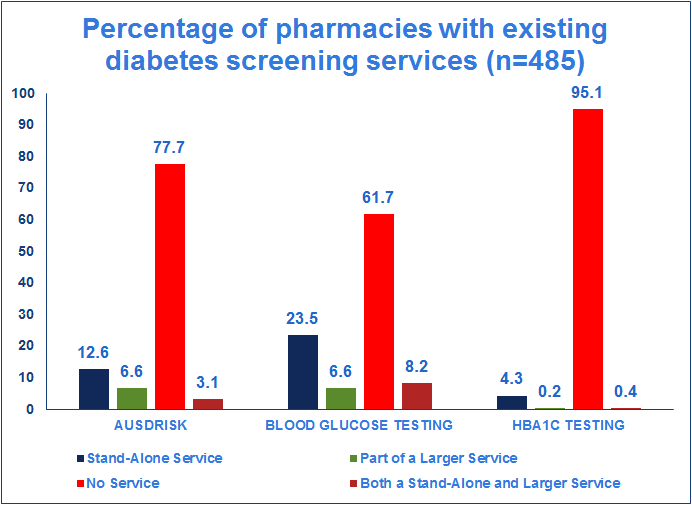 Percentage of pharmacies with existing
diabetes screening services (n=485)
100
90
80
70
60
50
40
30
20
10
0
12.6
6.6
77.7
3.1
23.5
6.6
61.7
8.2
4.3
0.2
95.1
0.4
AUSDRISK
BLOOD GLUCOSE TESTING
HBA1C TESTING
Stand-Alone Service
Part of a Larger Service
No Service
Both a Stand-Alone and Larger Service